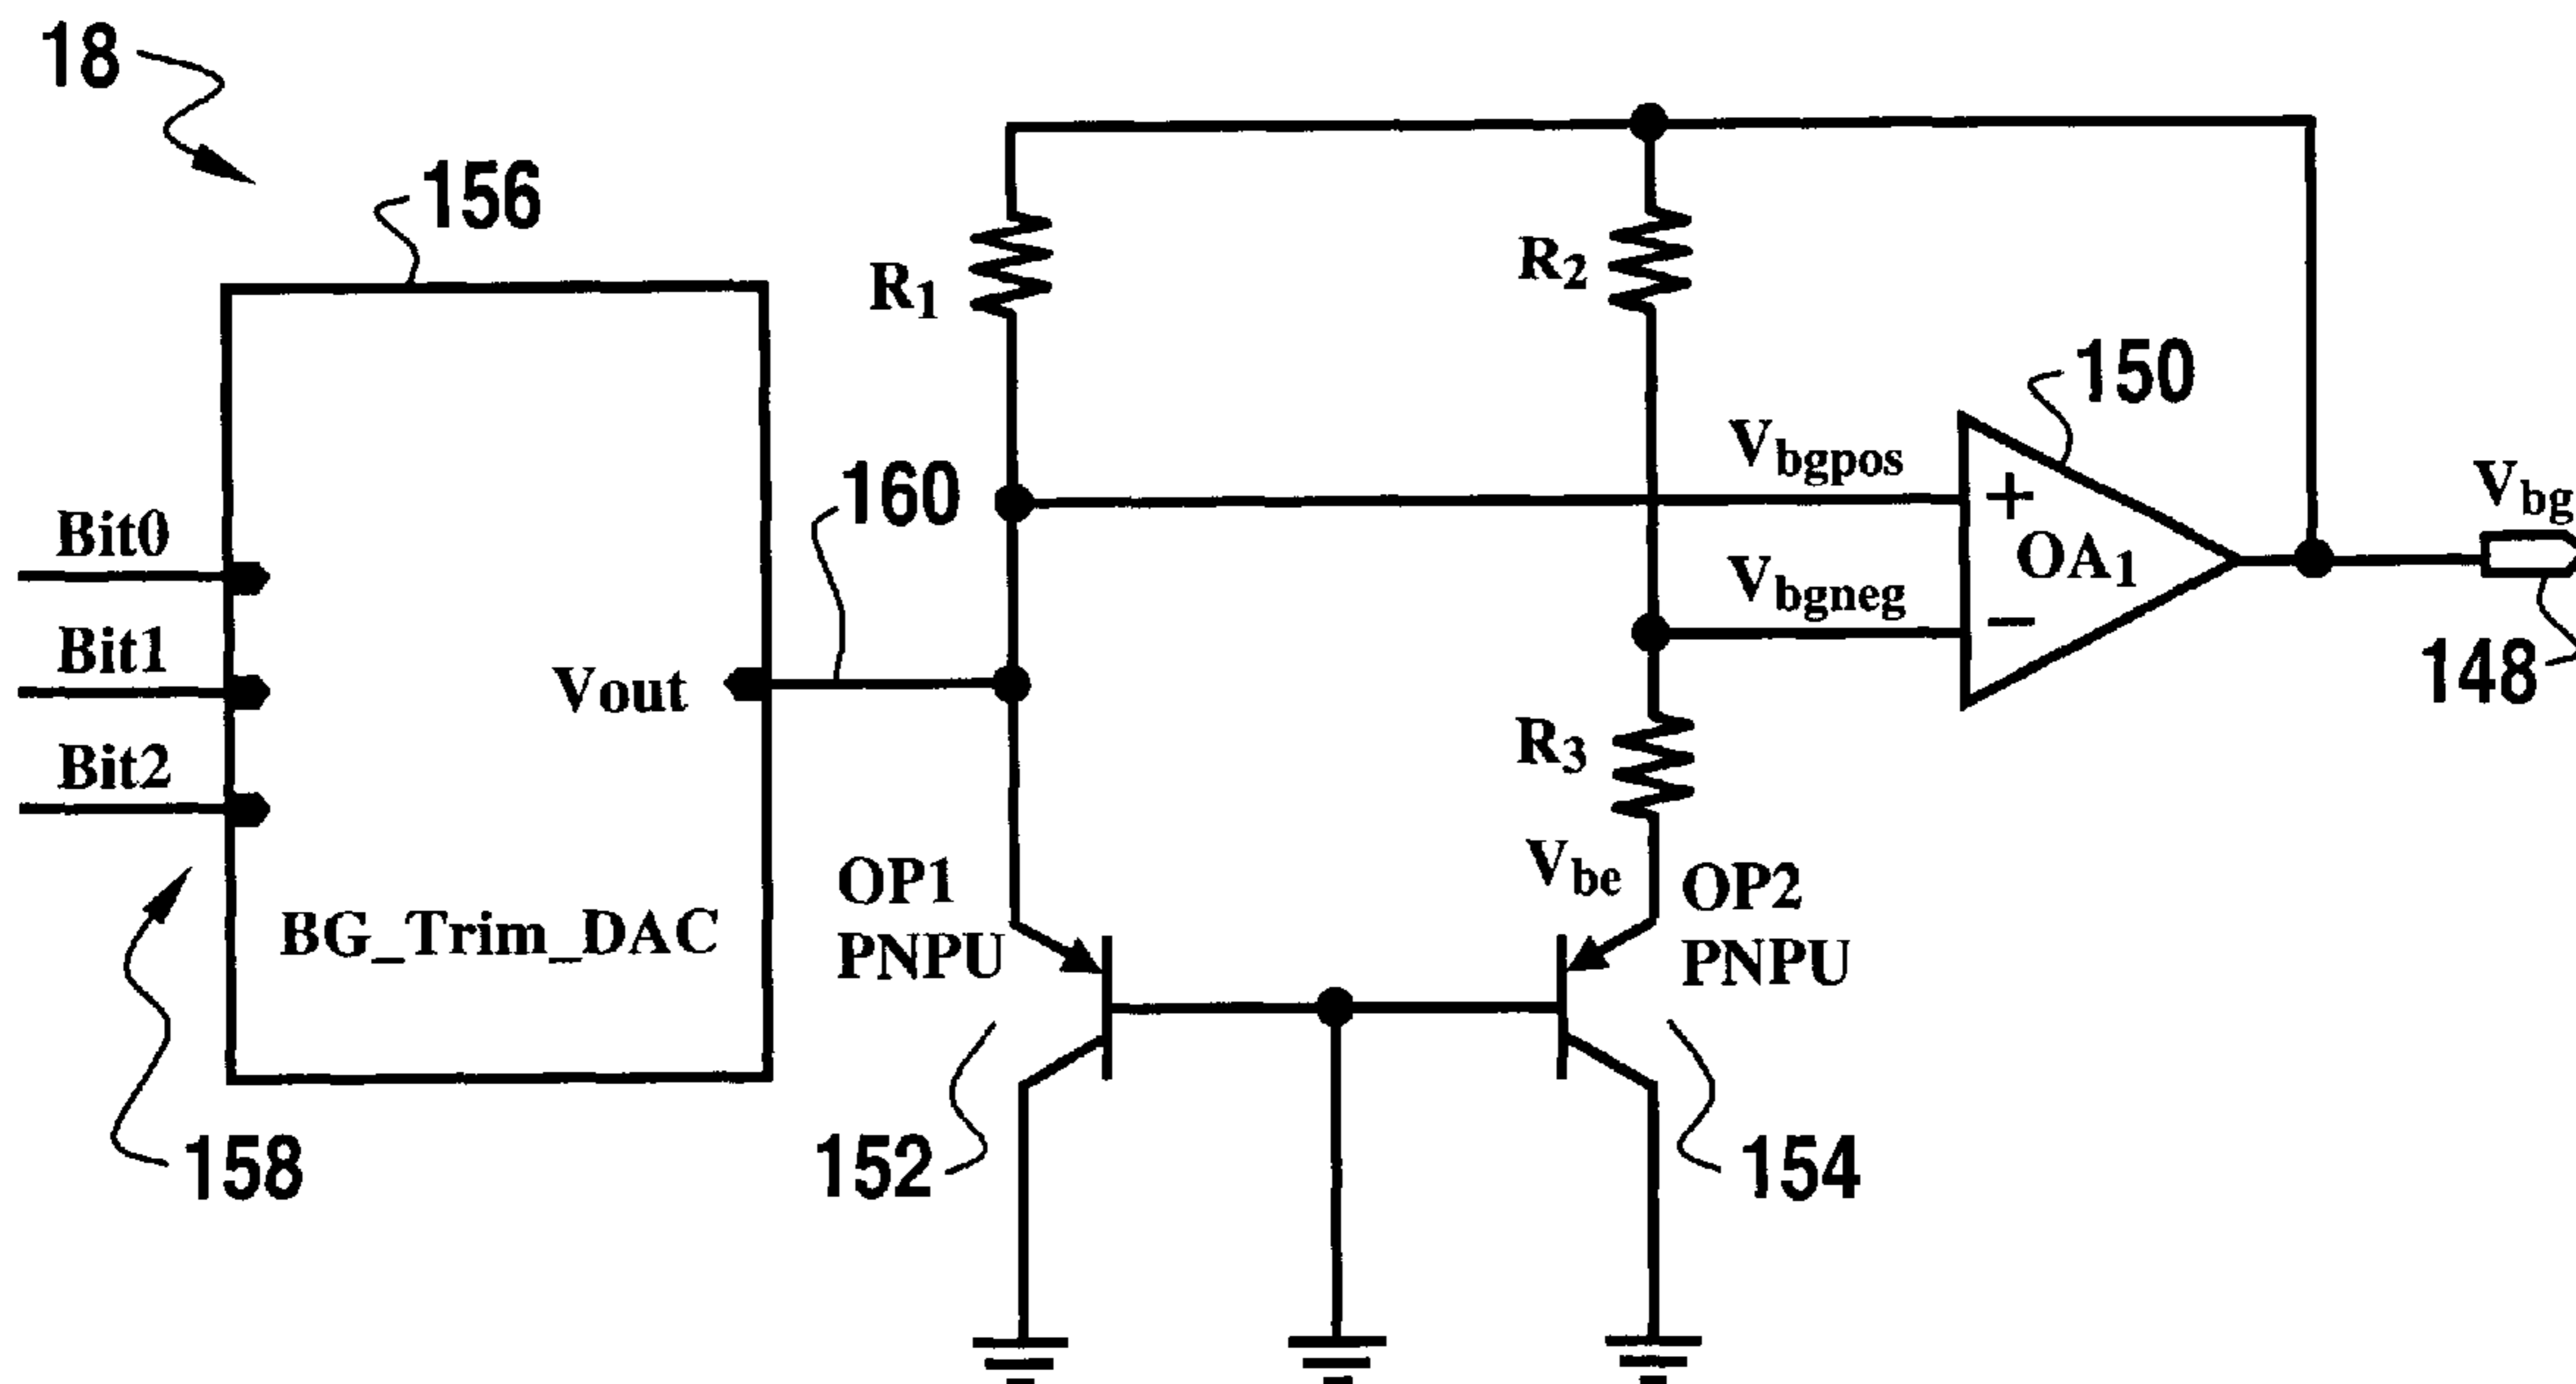 18
156
R1
R2
150
Vbgpos
Vbg
160
Bit0
+
OA1
Vbgneg
−
148
Bit1
Vout
R3
Bit2
Vbe
OP1
PNPU
OP2
PNPU
BG_Trim_DAC
158
152
154